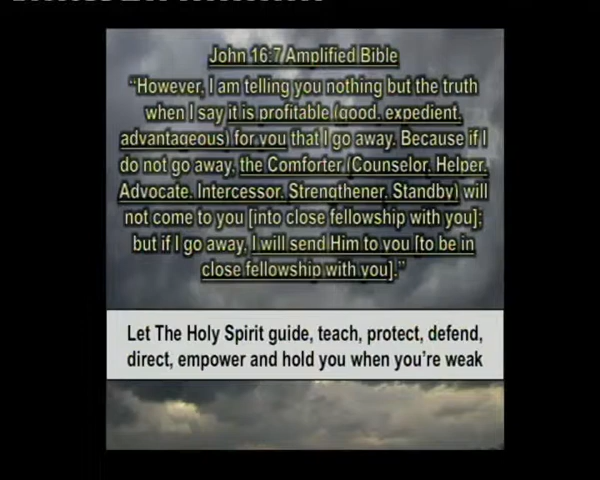 John 16:7 Amplified Bible
“However, I am telling you nothing but the truth
when I say it is profitable (good, expedient,
advantageous) for you that I go away. Because if I
do not go away, the Comforter (Counselor, Helper,
Advocate, Intercessor, Strengthener, Standby) will
not come to you [into close fellowship with you];
but if I go away, I will send Him to you [to be in
close fellowship with you].”
Let The Holy Spirit guide, teach, protect, defend,
direct, empower and hold you when you’re weak